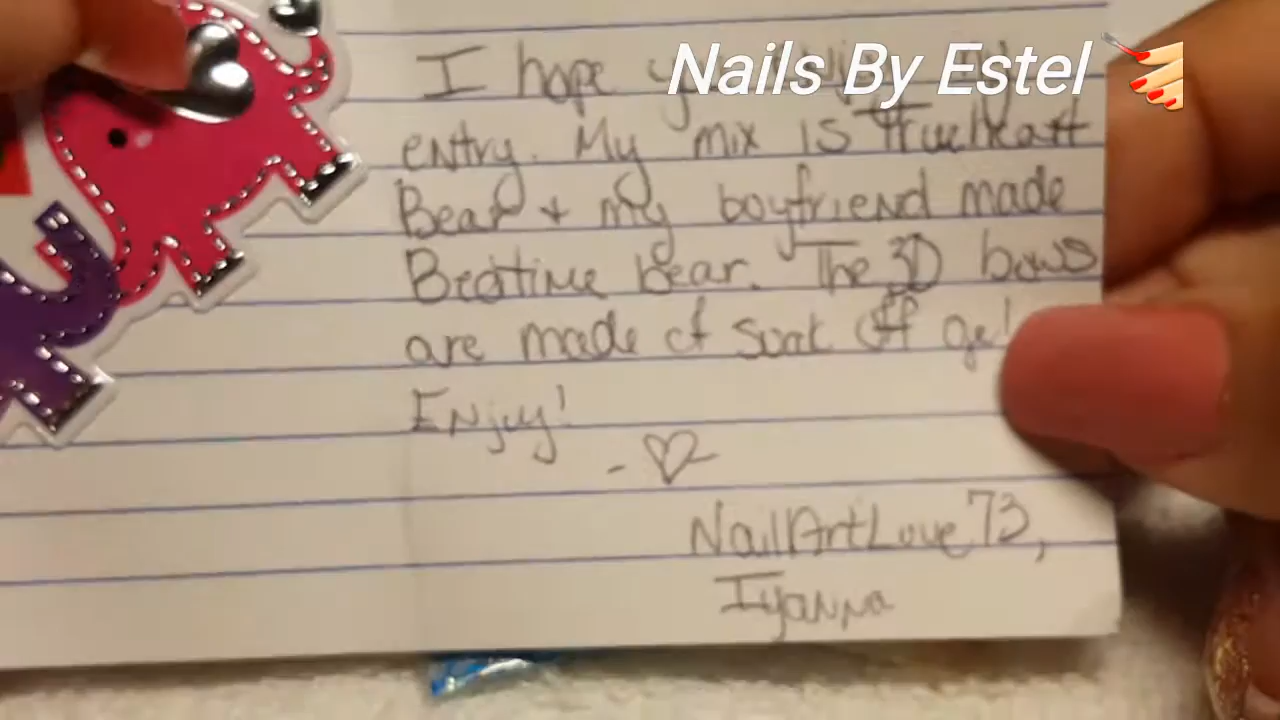 Nails By Estel
I hope
entry. My mix is Trueheart
Bear + my boyfriend made
Bedtime bear. The 3D bows
are made of soak off gel
Enjoy!
- ♡
NailArtLove73,
Iyanna